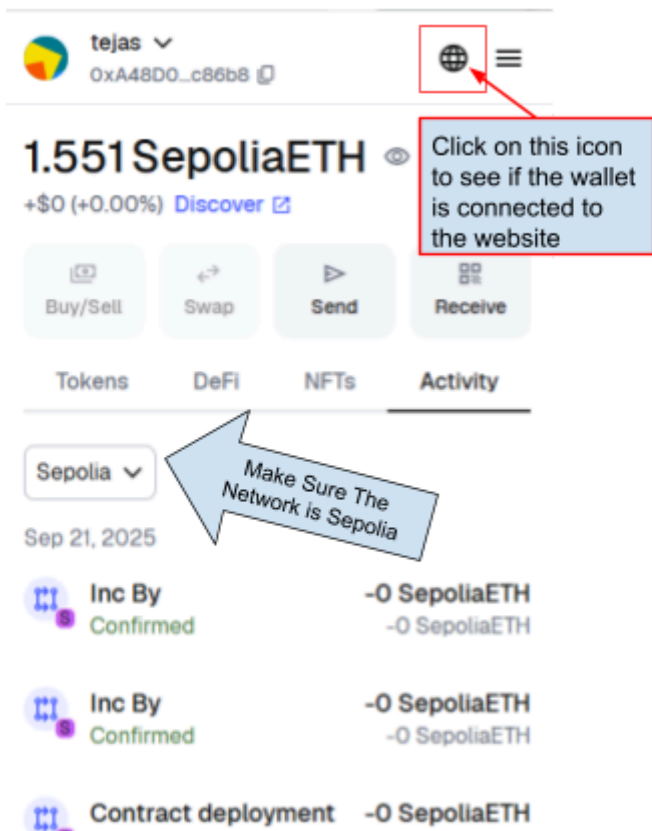 tejas
0xA48D0...c86b8
1.551 SepoliaETH
+$0 (+0.00%) Discover
Click on this icon
to see if the wallet
is connected to
the website
Buy/Sell
Swap
Send
Receive
Tokens
DeFi
NFTs
Activity
Sepolia
Make Sure The
Network is Sepolia
Sep 21, 2025
Inc By
-0 SepoliaETH
Confirmed
-0 SepoliaETH
S
Inc By
-0 SepoliaETH
Confirmed
-0 SepoliaETH
S
Contract deployment
-0 SepoliaETH